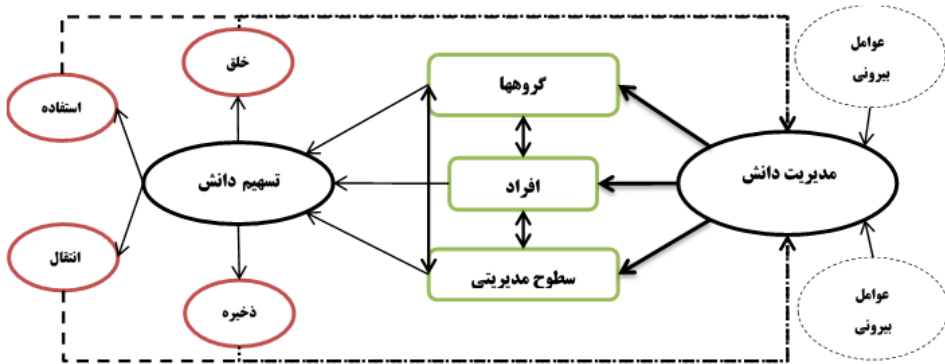 عوامل
بیرونی
خلق
گروهها
استفاده
مدیریت دانش
افراد
تسهیم دانش
انتقال
سطوح مدیریتی
عوامل
بیرونی
ذخیره